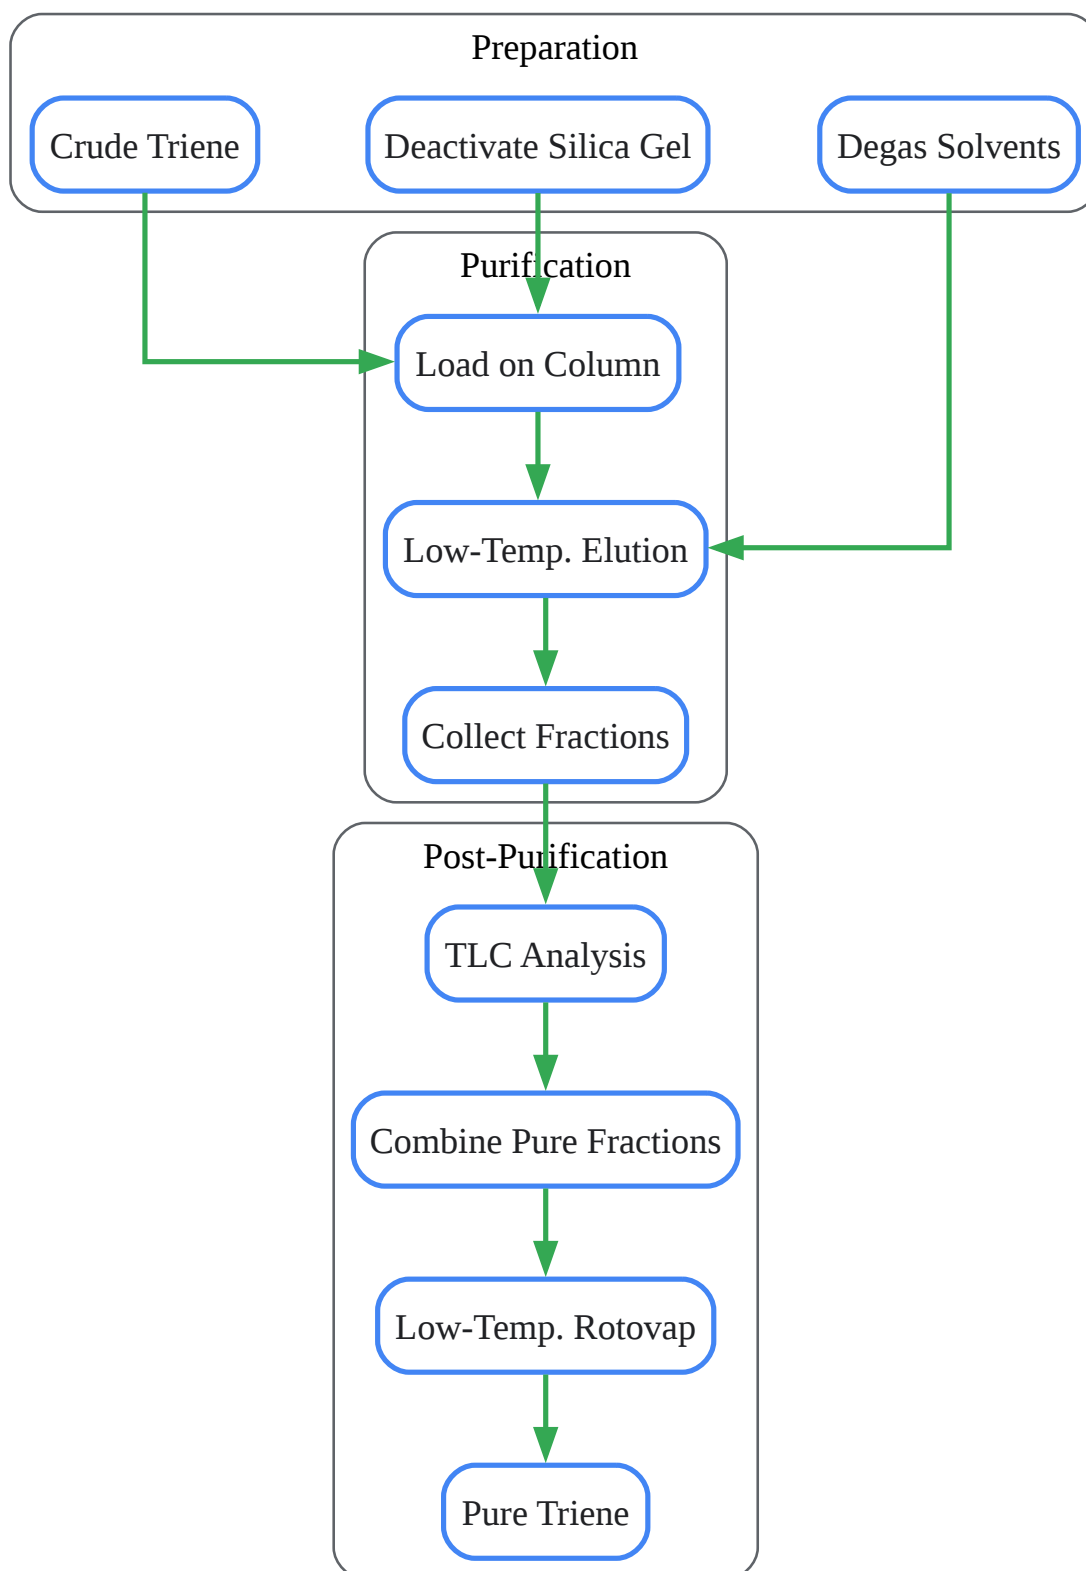 Preparation
Crude Triene
Deactivate Silica Gel
Degas Solvents
Purification
Load on Column
Low-Temp. Elution
Collect Fractions
Post-Purification
TLC Analysis
Combine Pure Fractions
Low-Temp. Rotovap
Pure Triene